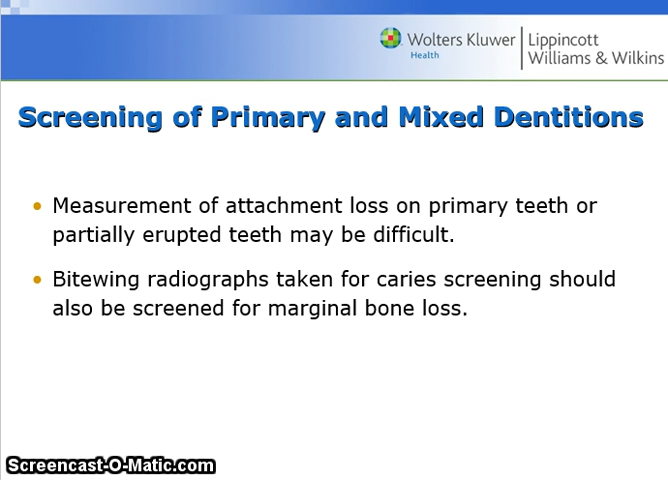 Wolters Kluwer
Health
Lippincott
Williams & Wilkins
Screening of Primary and Mixed Dentitions
• Measurement of attachment loss on primary teeth or
partially erupted teeth may be difficult.
• Bitewing radiographs taken for caries screening should
also be screened for marginal bone loss.
Screencast-O-Matic.com